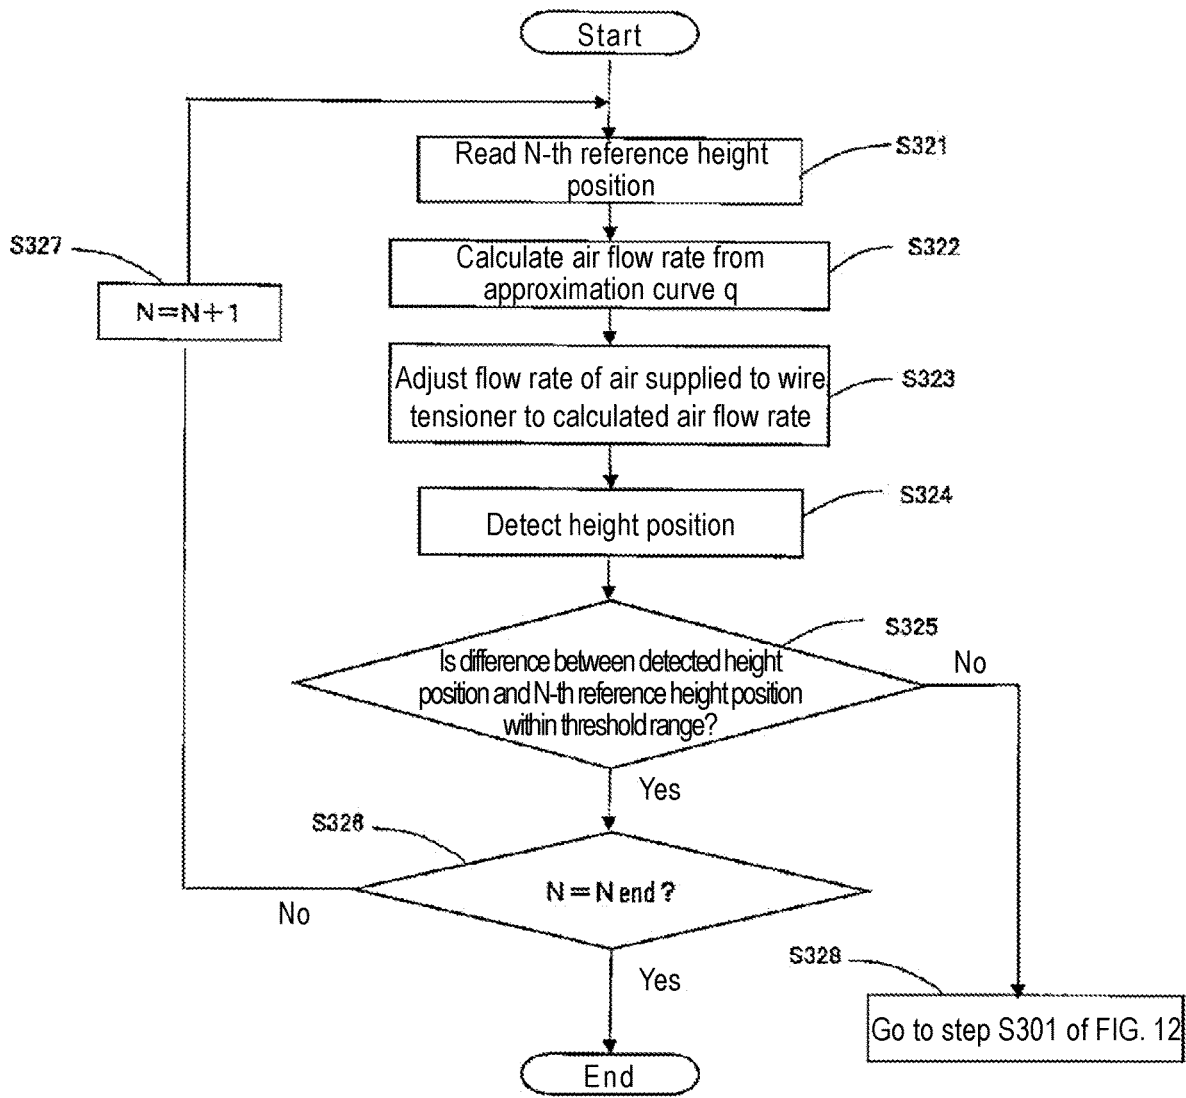 Start
Read N-th reference height
position
S321
Calculate air flow rate from
approximation curve q
S322
S327
N=N+1
Adjust flow rate of air supplied to wire
tensioner to calculated air flow rate
S323
Detect height position
S324
Is difference between detected height
position and N-th reference height position
within threshold range?
S325
No
Yes
S326
N=N end?
No
Yes
S328
Go to step S301 of FIG. 12
End